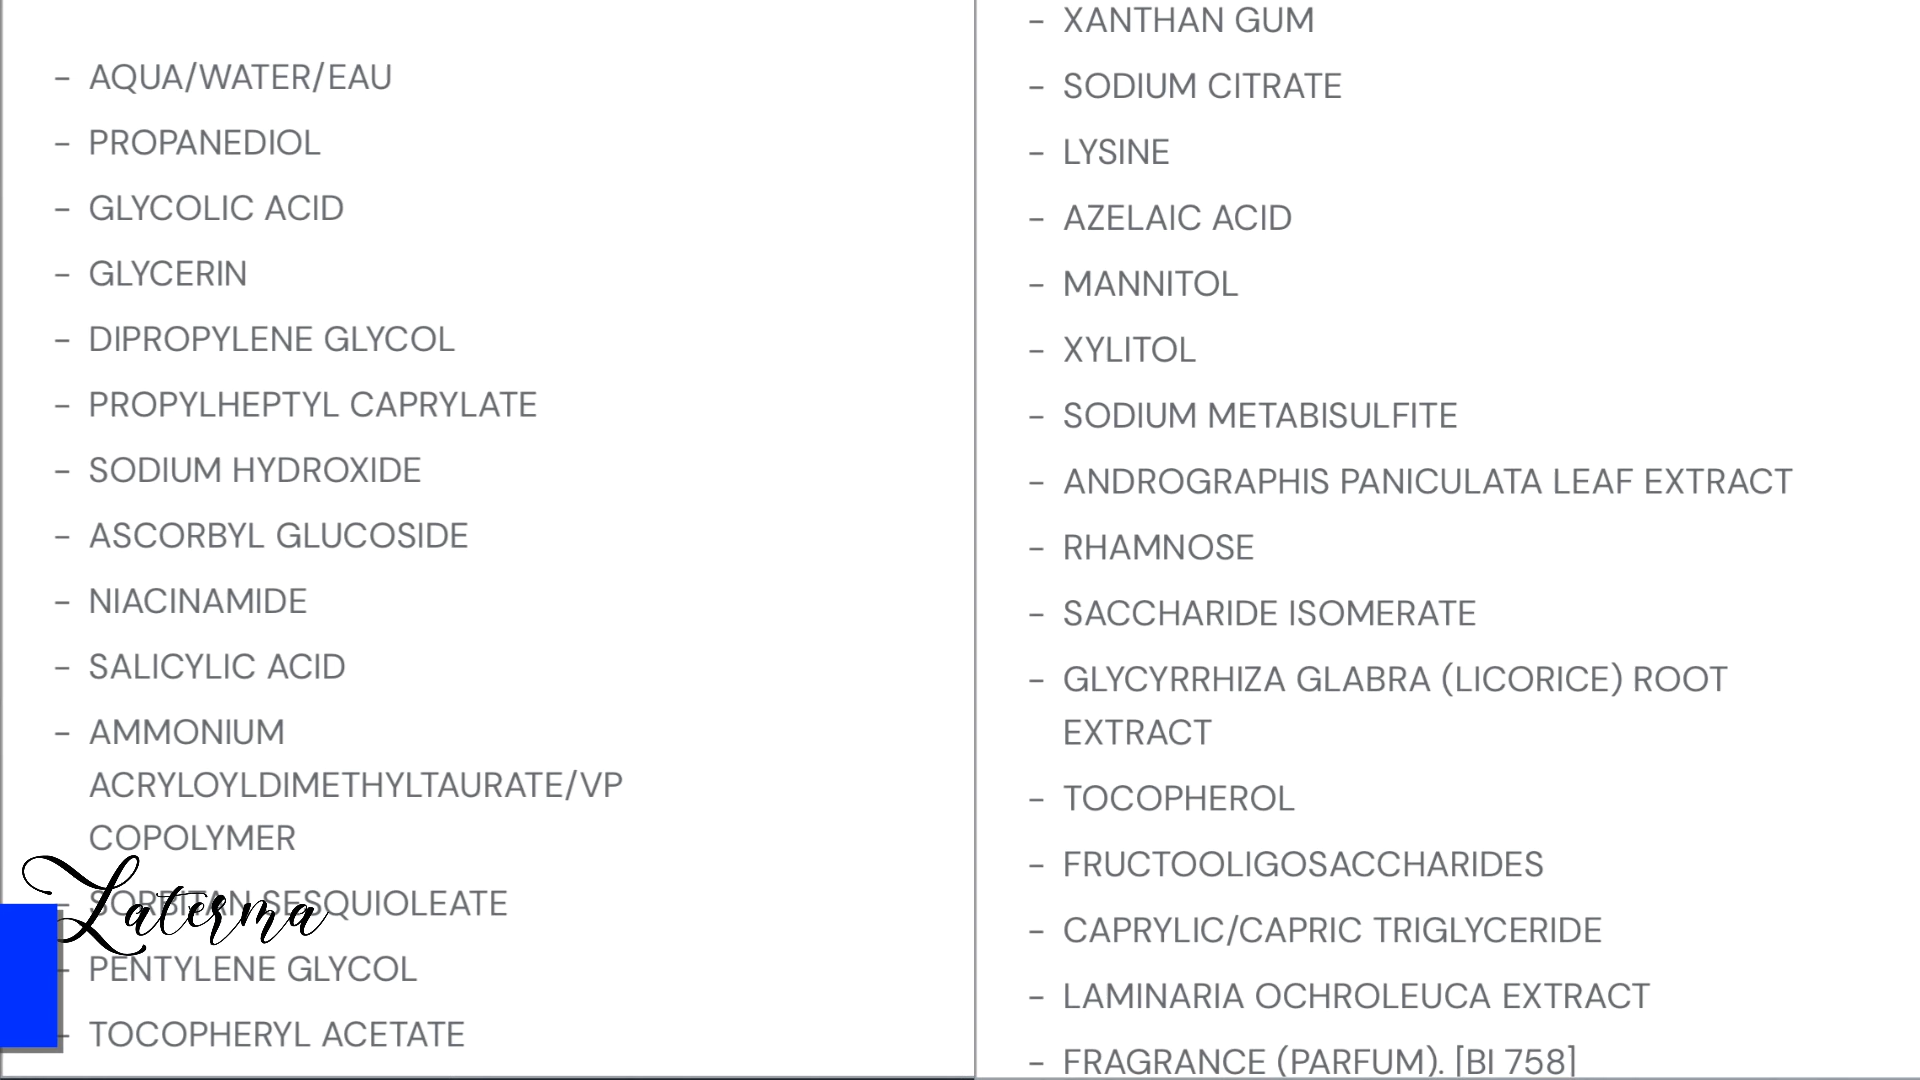 - AQUA/WATER/EAU
- PROPANEDIOL
- GLYCOLIC ACID
- GLYCERIN
- DIPROPYLENE GLYCOL
- PROPYLHEPTYL CAPRYLATE
- SODIUM HYDROXIDE
- ASCORBYL GLUCOSIDE
- NIACINAMIDE
- SALICYLIC ACID
- AMMONIUM
ACRYLOYLDIMETHYLTAURATE/VP
COPOLYMER
- SORBITAN SESQUIOLEATE
Laterma
- PENTYLENE GLYCOL
- TOCOPHERYL ACETATE
- XANTHAN GUM
- SODIUM CITRATE
- LYSINE
- AZELAIC ACID
- MANNITOL
- XYLITOL
- SODIUM METABISULFITE
- ANDROGRAPHIS PANICULATA LEAF EXTRACT
- RHAMNOSE
- SACCHARIDE ISOMERATE
- GLYCYRRHIZA GLABRA (LICORICE) ROOT
EXTRACT
- TOCOPHEROL
- FRUCTOOLIGOSACCHARIDES
- CAPRYLIC/CAPRIC TRIGLYCERIDE
- LAMINARIA OCHROLEUCA EXTRACT
- FRAGRANCE (PARFUM). [BI 758]